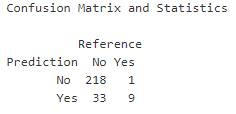 Confusion Matrix and Statistics
Reference
Prediction No Yes
No 218 1
Yes 33 9